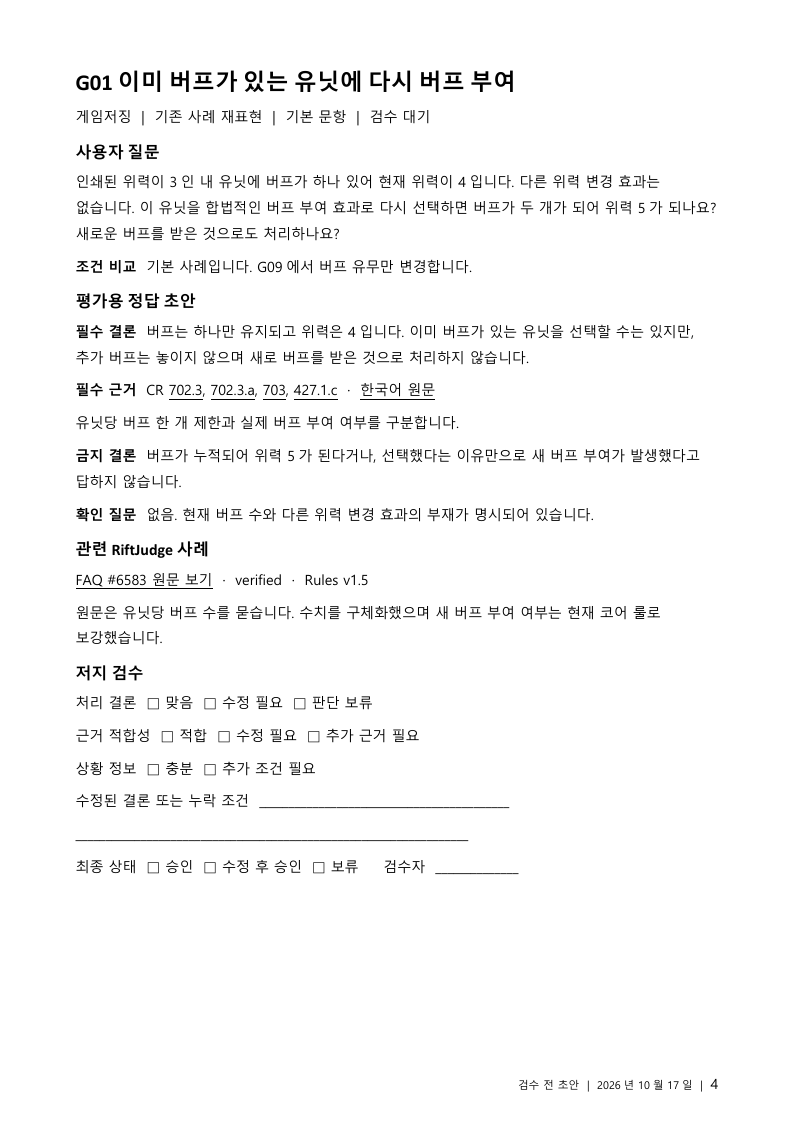 G01 이미 버프가 있는 유닛에 다시 버프 부여
게임저징 | 기존 사례 재표현 | 기본 문항 | 검수 대기
사용자 질문
인쇄된 위력이 3 인 내 유닛에 버프가 하나 있어 현재 위력이 4 입니다. 다른 위력 변경 효과는
없습니다. 이 유닛을 합법적인 버프 부여 효과로 다시 선택하면 버프가 두 개가 되어 위력 5 가 되나요?
새로운 버프를 받은 것으로도 처리하나요?
조건 비교 기본 사례입니다. G09 에서 버프 유무만 변경합니다.
평가용 정답 초안
필수 결론 버프는 하나만 유지되고 위력은 4 입니다. 이미 버프가 있는 유닛을 선택할 수는 있지만,
추가 버프는 놓이지 않으며 새로 버프를 받은 것으로 처리하지 않습니다.
필수 근거 CR 702.3, 702.3.a, 703, 427.1.c · 한국어 원문
유닛당 버프 한 개 제한과 실제 버프 부여 여부를 구분합니다.
금지 결론 버프가 누적되어 위력 5 가 된다거나, 선택했다는 이유만으로 새 버프 부여가 발생했다고
답하지 않습니다.
확인 질문 없음. 현재 버프 수와 다른 위력 변경 효과의 부재가 명시되어 있습니다.
관련 RiftJudge 사례
FAQ #6583 원문 보기 · verified · Rules v1.5
원문은 유닛당 버프 수를 묻습니다. 수치를 구체화했으며 새 버프 부여 여부는 현재 코어 룰로
보강했습니다.
저지 검수
처리 결론 □ 맞음 □ 수정 필요 □ 판단 보류
근거 적합성 □ 적합 □ 수정 필요 □ 추가 근거 필요
상황 정보 □ 충분 □ 추가 조건 필요
수정된 결론 또는 누락 조건 ______________________________________
____________________________________________________________
최종 상태 □ 승인 □ 수정 후 승인 □ 보류 검수자 _____________
검수 전 초안 | 2026 년 10 월 17 일 | 4